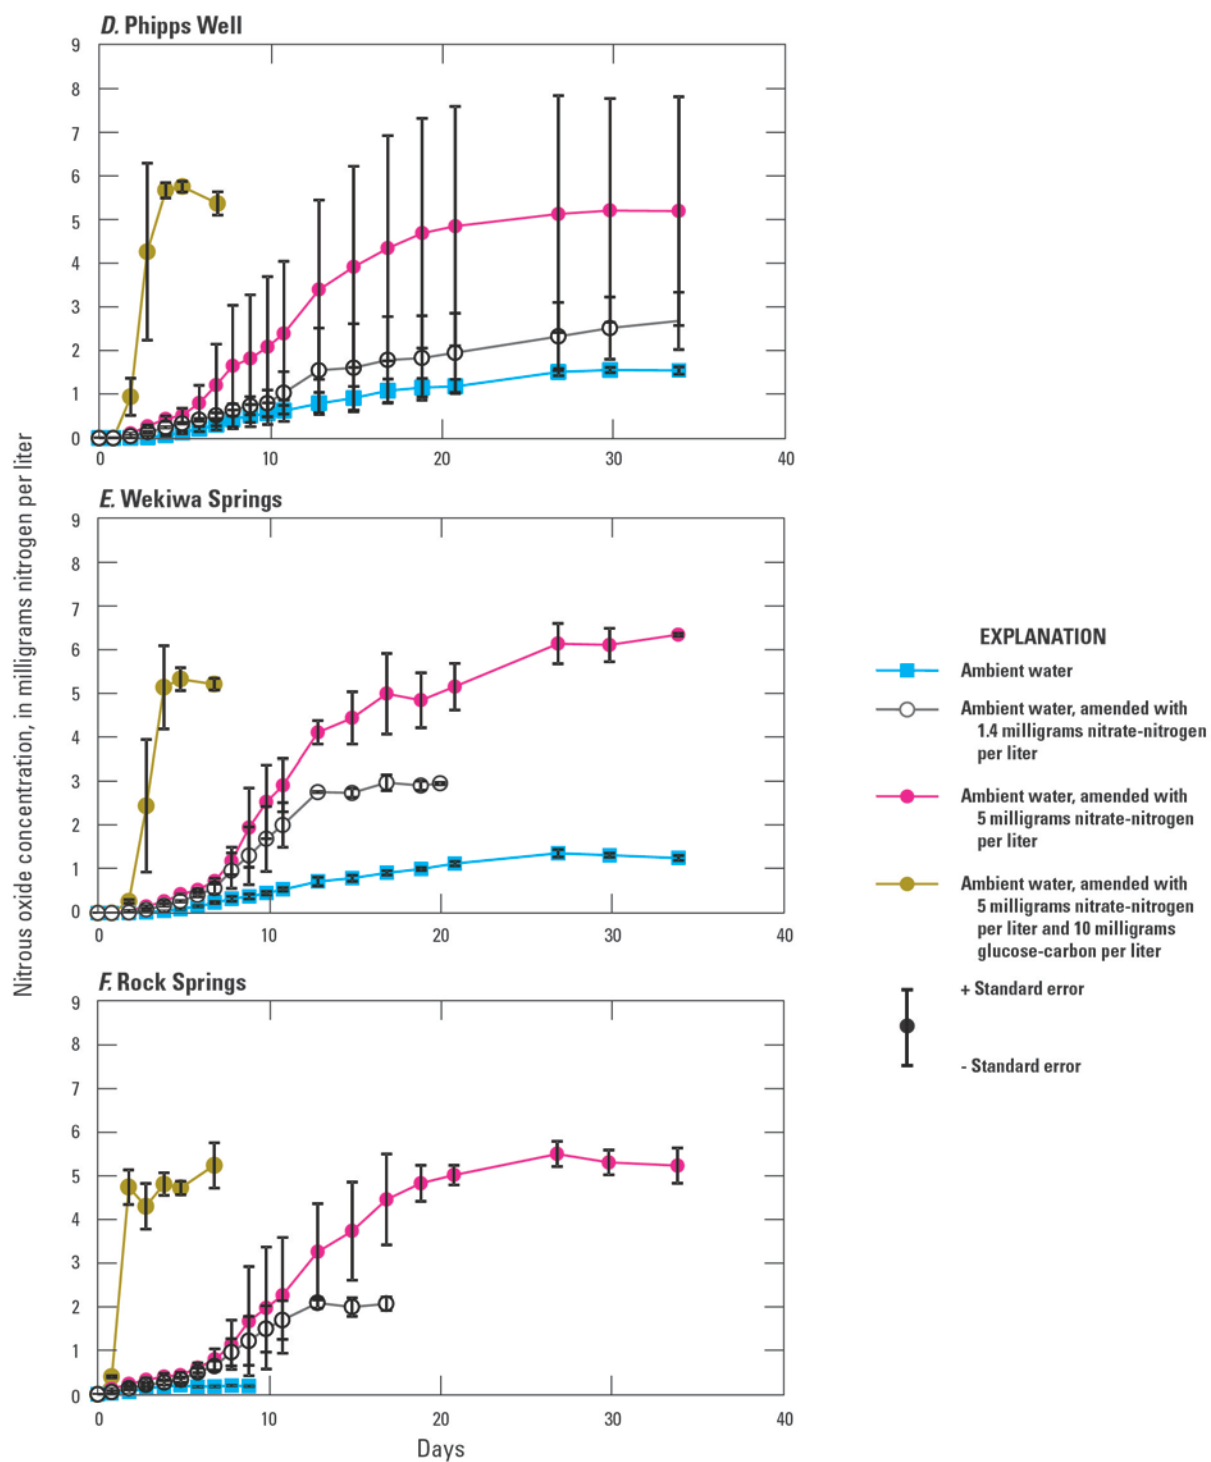 D. Phipps Well
9
8
7
6
5
4
3
2
1
0
0 10 20 30 40
E. Wekiwa Springs
9
8
7
6
5
4
3
2
1
0
0 10 20 30 40
F. Rock Springs
9
8
7
6
5
4
3
2
1
0
0 10 20 30 40
Days
Nitrous oxide concentration, in milligrams nitrogen per liter
EXPLANATION
Ambient water
Ambient water, amended with
1.4 milligrams nitrate-nitrogen
per liter
Ambient water, amended with
5 milligrams nitrate-nitrogen
per liter
Ambient water, amended with
5 milligrams nitrate-nitrogen
per liter and 10 milligrams
glucose-carbon per liter
+ Standard error
- Standard error